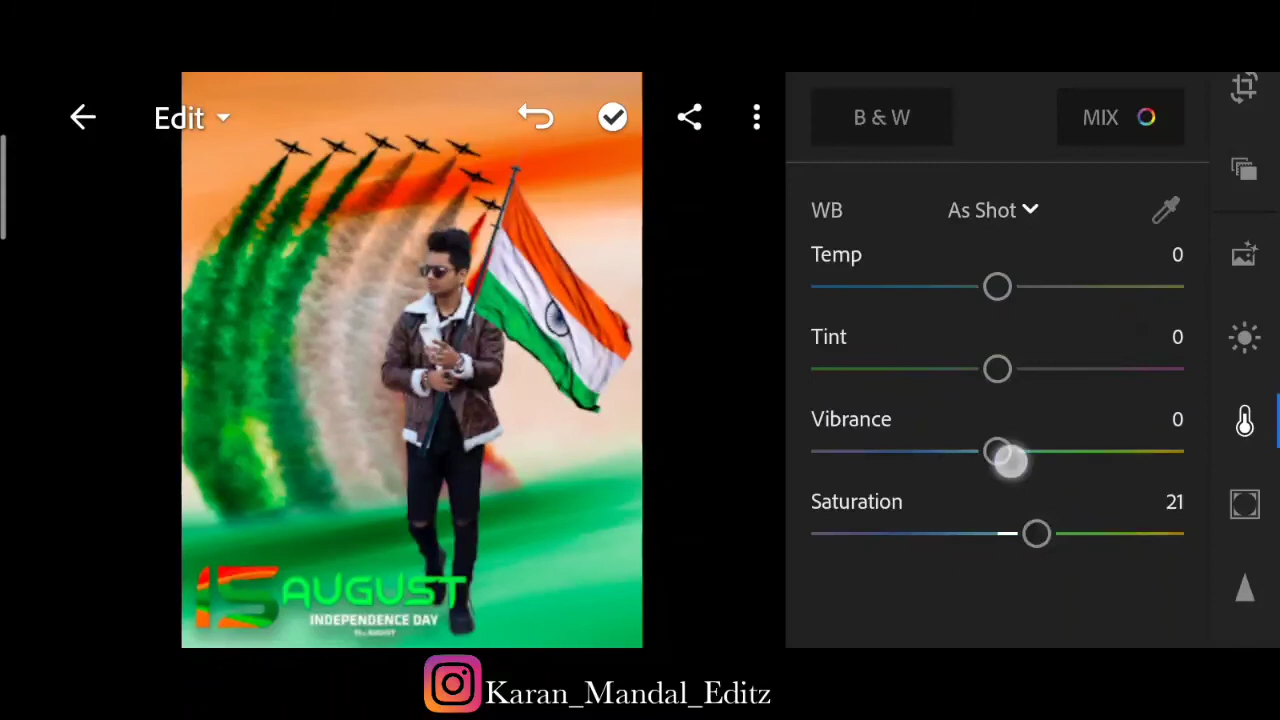 Edit
B & W
MIX
WB
As Shot
Temp
0
Tint
0
Vibrance
0
Saturation
21
15 AUGUST
INDEPENDENCE DAY
Karan_Mandal_Editz